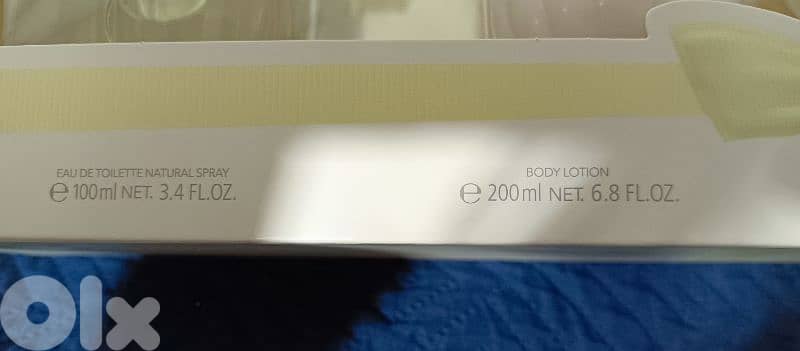 EAU DE TOILETTE NATURAL SPRAY
℮ 100ml NET. 3.4 FL.OZ.
BODY LOTION
℮ 200ml NET. 6.8 FL.OZ.
olx